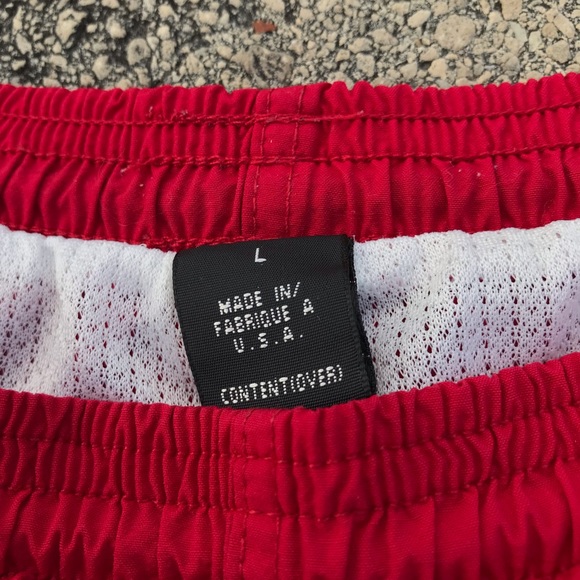 L
MADE IN/
FABRIQUE A
U.S.A.
CONTENT(OVER)